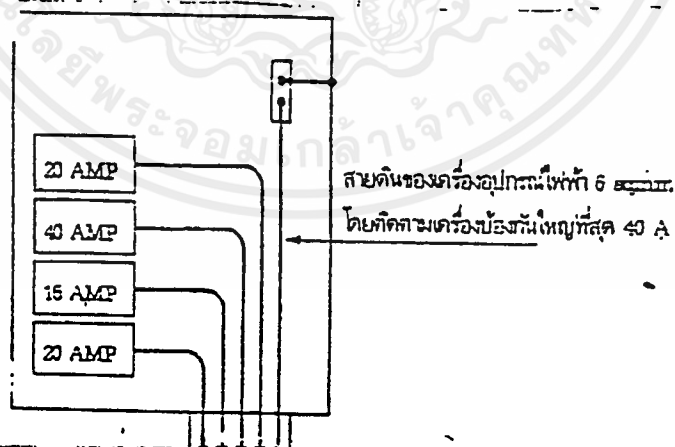 20 AMP
40 AMP
15 AMP
20 AMP
สายดินของเครื่องอุปกรณ์ไฟฟ้า 6 sq.mm.
โดยคิดตามเครื่องป้องกันใหญ่ที่สุด 40 A